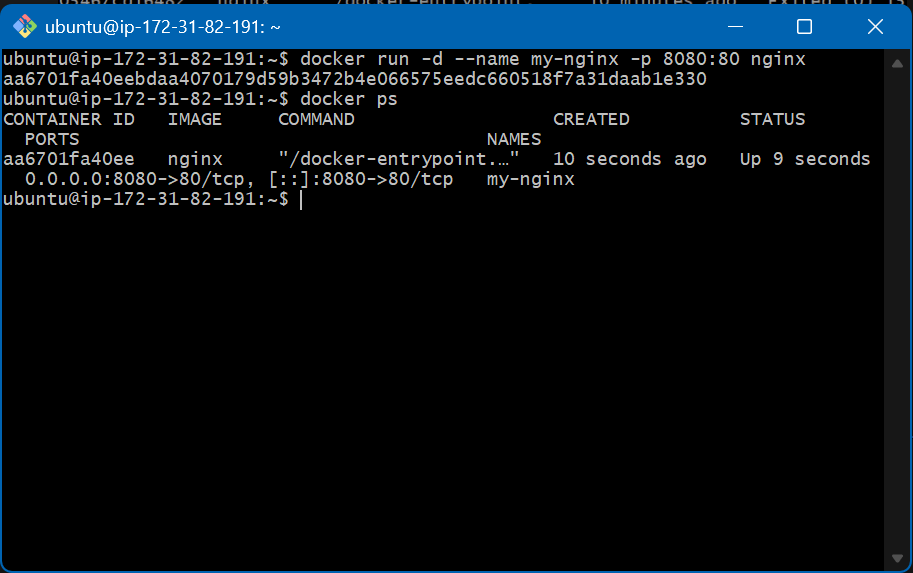 ubuntu@ip-172-31-82-191: ~
ubuntu@ip-172-31-82-191:~$ docker run -d --name my-nginx -p 8080:80 nginx
aa6701fa40eebdaa4070179d59b3472b4e066575eedc660518f7a31daab1e330
ubuntu@ip-172-31-82-191:~$ docker ps
CONTAINER ID   IMAGE     COMMAND                  CREATED          STATUS
  PORTS                                     NAMES
aa6701fa40ee   nginx     "/docker-entrypoint.…"   10 seconds ago   Up 9 seconds
  0.0.0.0:8080->80/tcp, [::]:8080->80/tcp   my-nginx
ubuntu@ip-172-31-82-191:~$